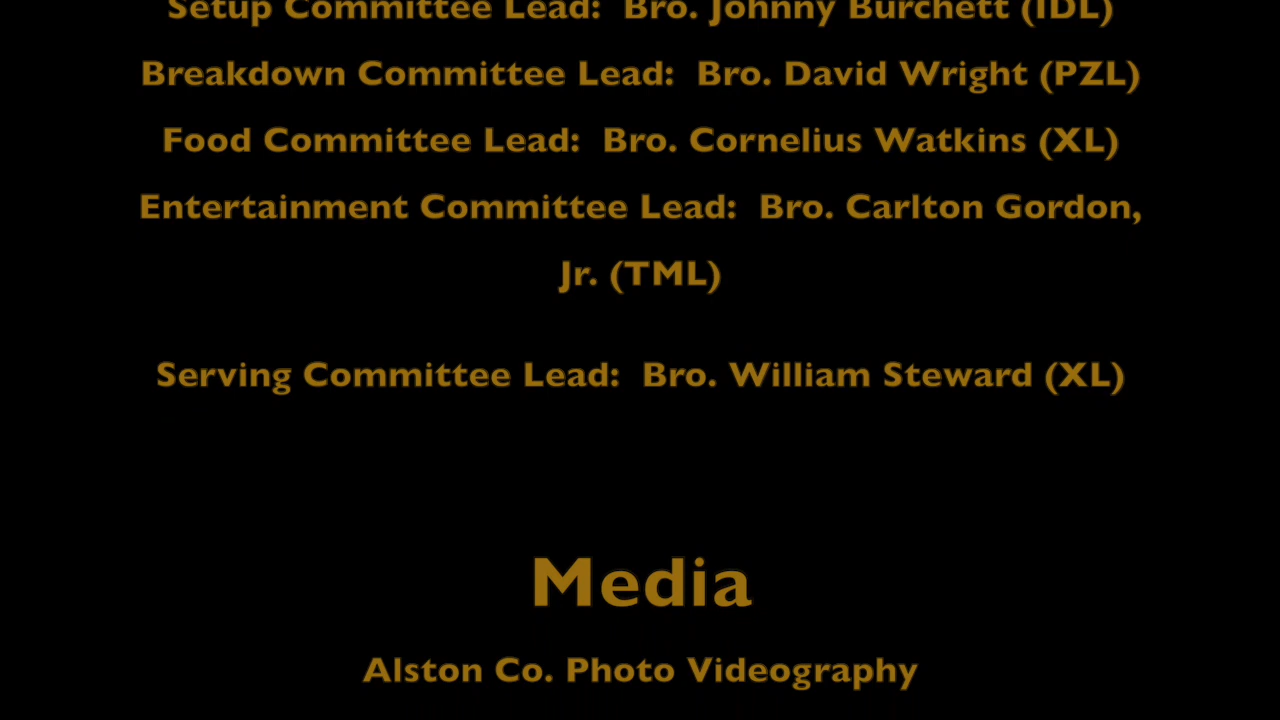 Setup Committee Lead:  Bro. Johnny Burchett (IDL)
Breakdown Committee Lead:  Bro. David Wright (PZL)
Food Committee Lead:  Bro. Cornelius Watkins (XL)
Entertainment Committee Lead:  Bro. Carlton Gordon,
Jr. (TML)
Serving Committee Lead:  Bro. William Steward (XL)
Media
Alston Co. Photo Videography